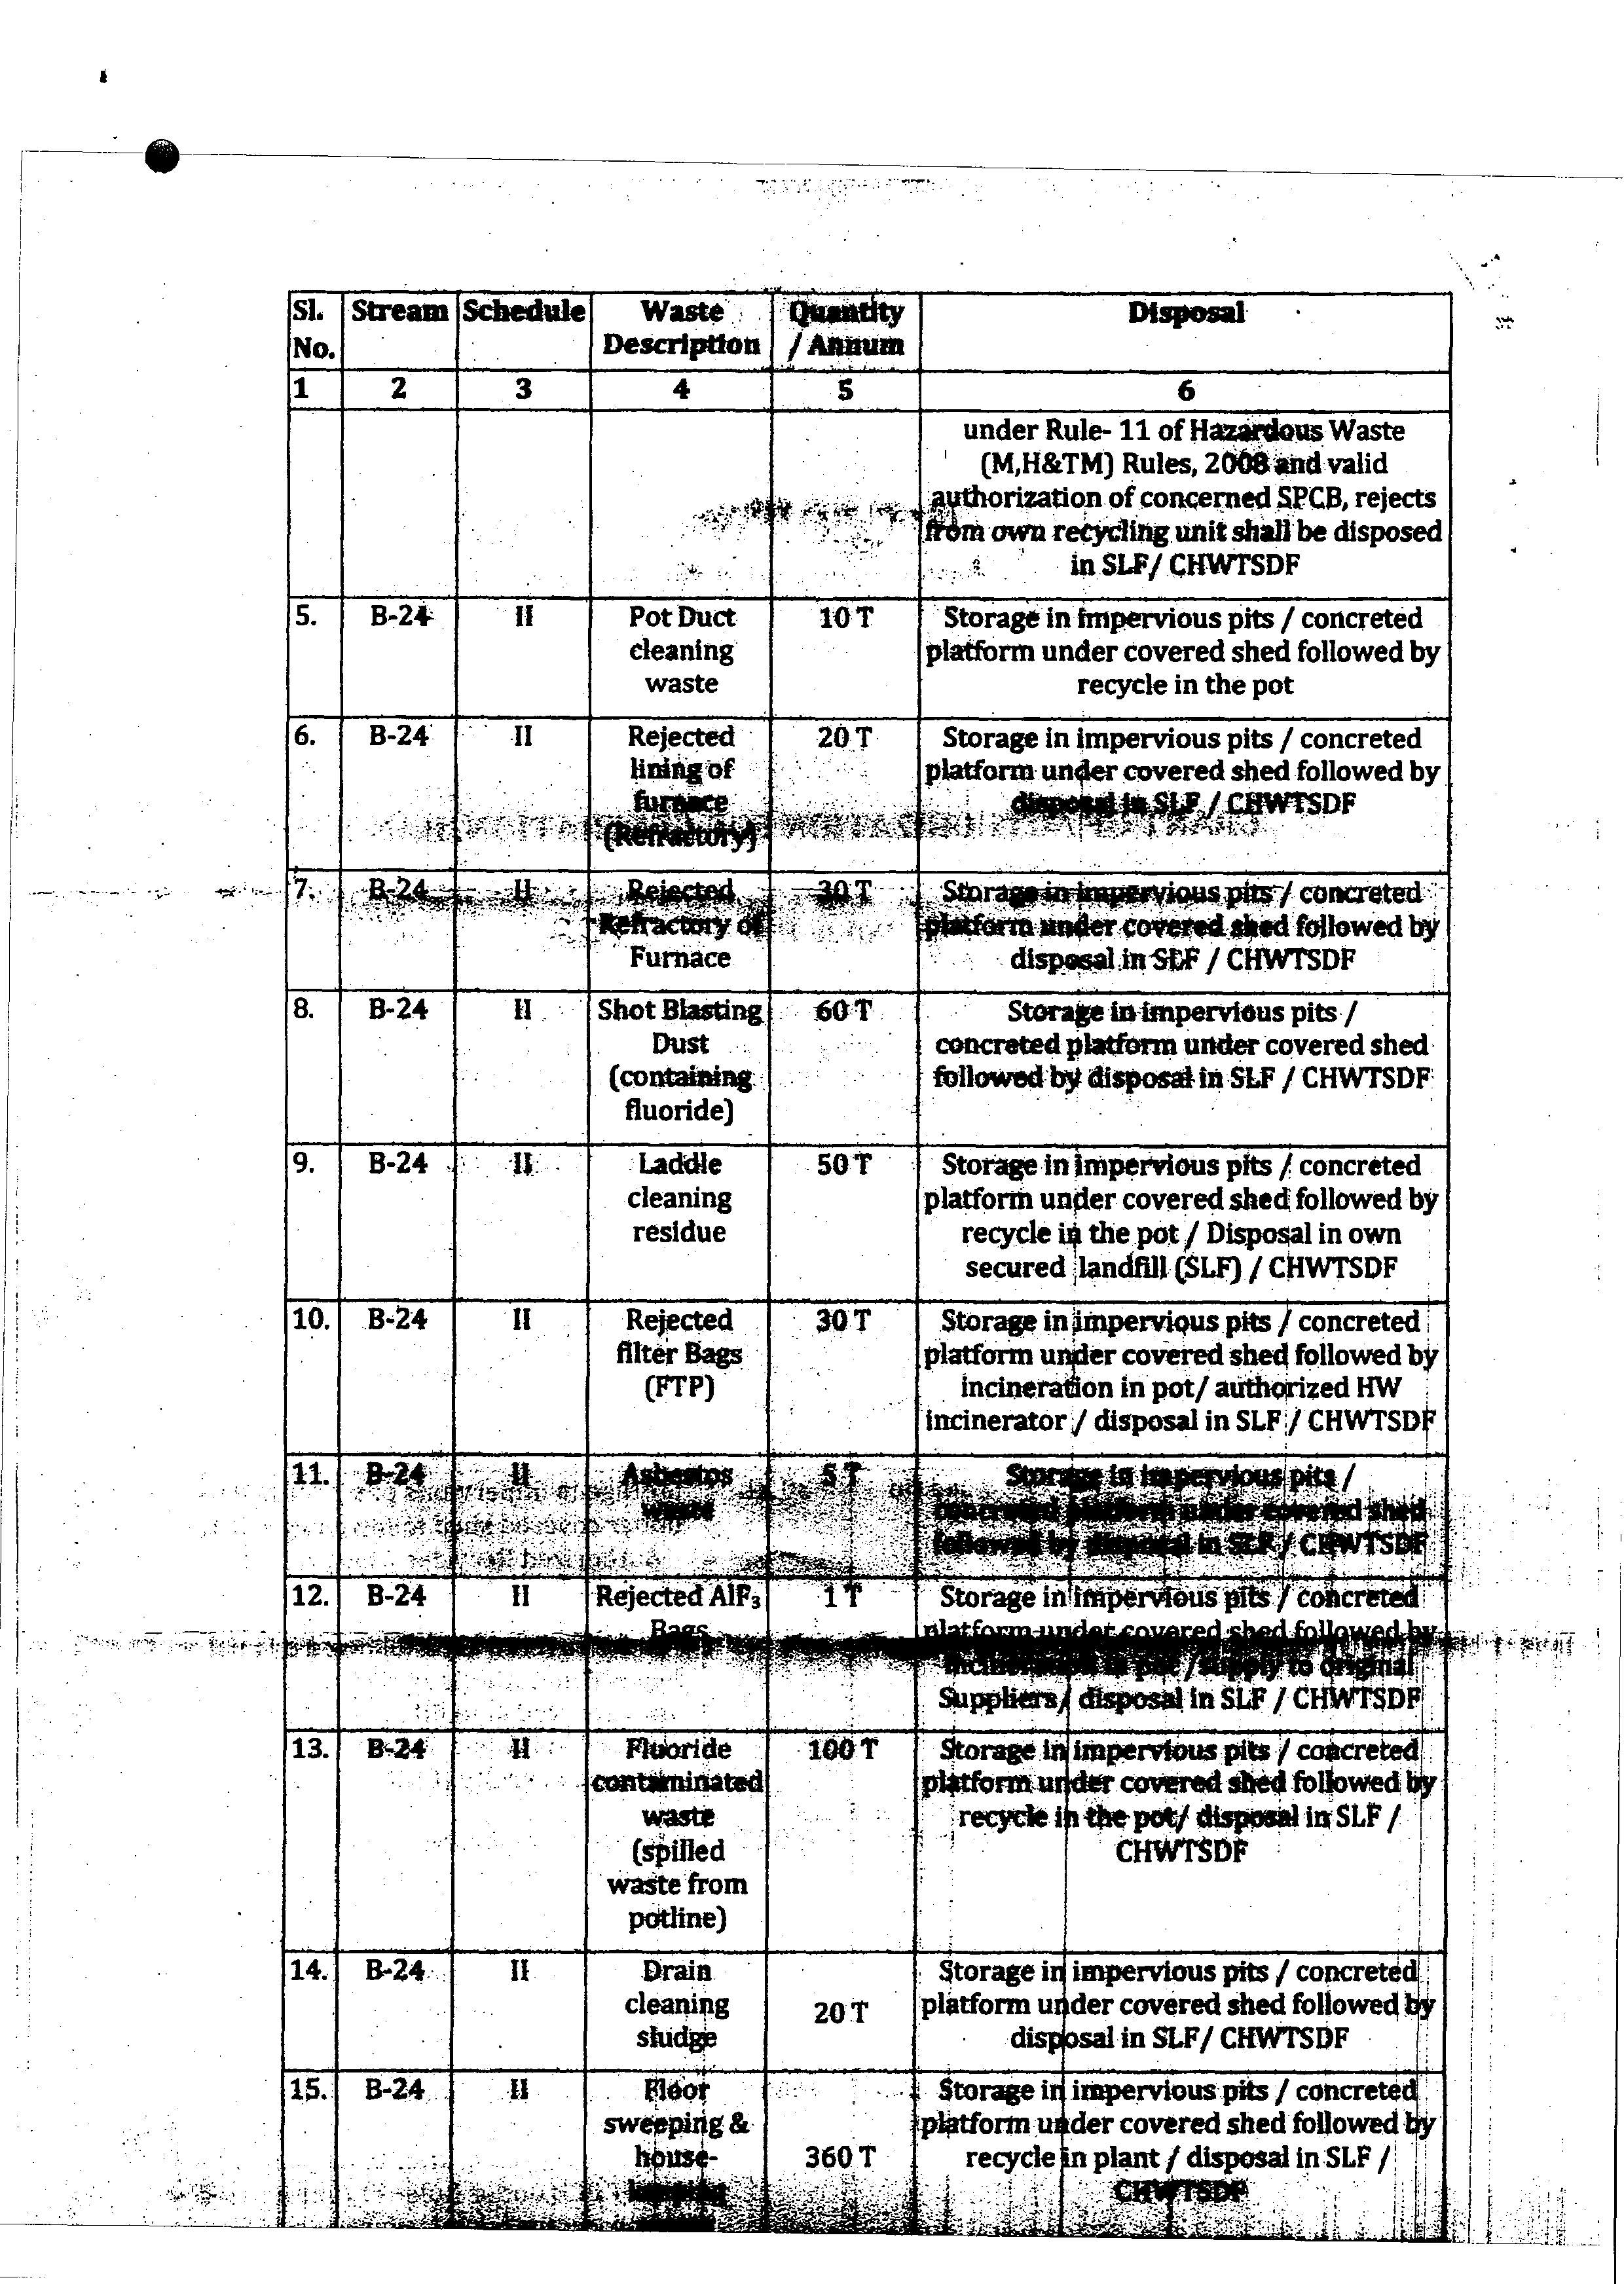 Sl. No. Stream Schedule Waste Description Quantity / Annum Disposal
1 2 3 4 5 6
under Rule- 11 of Hazardous Waste
(M,H&TM) Rules, 2008 and valid
authorization of concerned SPCB, rejects
from own recycling unit shall be disposed
in SLF/ CHWTSDF
5. B-24 II Pot Duct 10 T Storage in impervious pits / concreted
cleaning platform under covered shed followed by
waste recycle in the pot
6. B-24 II Rejected 20 T Storage in impervious pits / concreted
lining of platform under covered shed followed by
furnace disposal in SLF / CHWTSDF
(Refractory)
7. B-24 II Rejected 30 T Storage in impervious pits / concreted
Refractory of platform under covered shed followed by
Furnace disposal in SLF / CHWTSDF
8. B-24 II Shot Blasting 60 T Storage in impervious pits /
Dust concreted platform under covered shed
(containing followed by disposal in SLF / CHWTSDF
fluoride)
9. B-24 II Laddle 50 T Storage in impervious pits / concreted
cleaning platform under covered shed followed by
residue recycle in the pot / Disposal in own
secured landfill (SLF) / CHWTSDF
10. B-24 II Rejected 30 T Storage in impervious pits / concreted
filter Bags platform under covered shed followed by
(FTP) incineration in pot/ authorized HW
incinerator / disposal in SLF / CHWTSDF
11. B-24 II Asbestos 5 T Storage in impervious pits /
waste concreted platform under covered shed
followed by disposal in SLF / CHWTSDF
12. B-24 II Rejected AlF₃ 1 T Storage in impervious pits / concreted
Bags platform under covered shed followed by
incineration in pot / supply to original
Suppliers / disposal in SLF / CHWTSDF
13. B-24 II Fluoride 100 T Storage in impervious pits / concreted
contaminated platform under covered shed followed by
waste recycle in the pot/ disposal in SLF /
(spilled CHWTSDF
waste from
potline)
14. B-24 II Drain Storage in impervious pits / concreted
cleaning 20 T platform under covered shed followed by
sludge disposal in SLF/ CHWTSDF
15. B-24 II Floor Storage in impervious pits / concreted
sweeping & platform under covered shed followed by
house- 360 T recycle in plant / disposal in SLF /
CHWTSDF